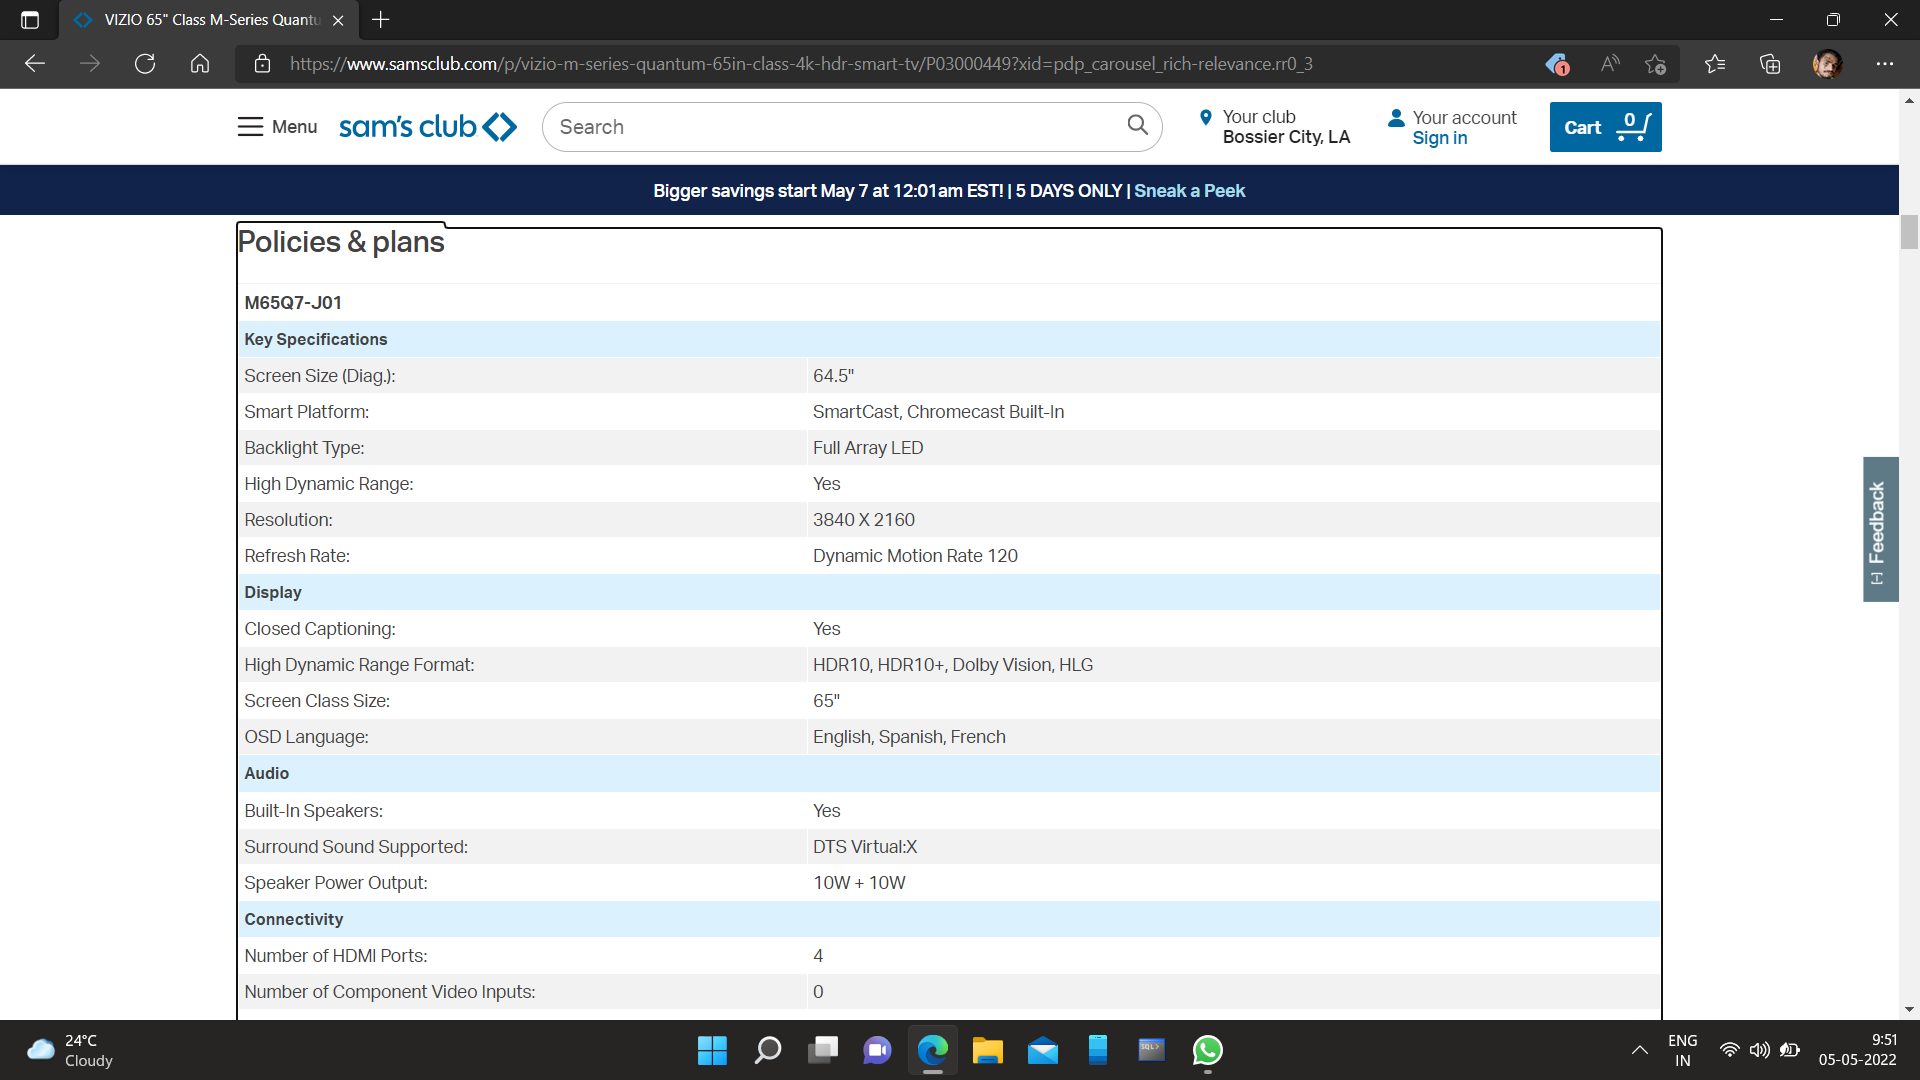 VIZIO 65" Class M-Series Quantu
https://www.samsclub.com/p/vizio-m-series-quantum-65in-class-4k-hdr-smart-tv/P03000449?xid=pdp_carousel_rich-relevance.rr0_3
1
Menu
sam's club
Search
Your club
Bossier City, LA
Your account
Sign in
Cart
0
Bigger savings start May 7 at 12:01am EST! | 5 DAYS ONLY | Sneak a Peek
Policies & plans
M65Q7-J01
Key Specifications
Screen Size (Diag.): 64.5"
Smart Platform: SmartCast, Chromecast Built-In
Backlight Type: Full Array LED
High Dynamic Range: Yes
Resolution: 3840 X 2160
Refresh Rate: Dynamic Motion Rate 120
Display
Closed Captioning: Yes
High Dynamic Range Format: HDR10, HDR10+, Dolby Vision, HLG
Screen Class Size: 65"
OSD Language: English, Spanish, French
Audio
Built-In Speakers: Yes
Surround Sound Supported: DTS Virtual:X
Speaker Power Output: 10W + 10W
Connectivity
Number of HDMI Ports: 4
Number of Component Video Inputs: 0
[-] Feedback
24°C
Cloudy
SQL>
ENG
IN
9:51
05-05-2022